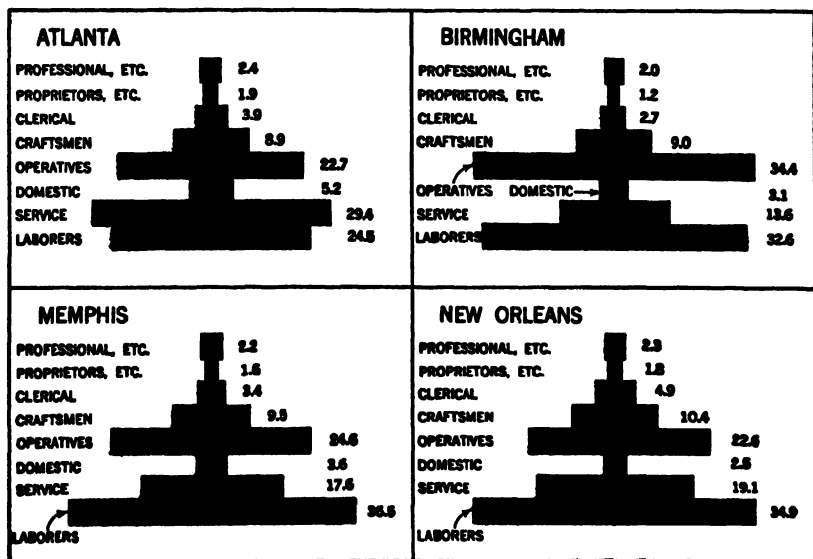 ATLANTA
PROFESSIONAL, ETC. 2.4
PROPRIETORS, ETC. 1.9
CLERICAL 3.9
CRAFTSMEN 8.9
OPERATIVES 22.7
DOMESTIC 5.2
SERVICE 29.4
LABORERS 24.5
BIRMINGHAM
PROFESSIONAL, ETC. 2.0
PROPRIETORS, ETC. 1.2
CLERICAL 2.7
CRAFTSMEN 9.0
34.4
OPERATIVES DOMESTIC 3.1
SERVICE 13.6
LABORERS 32.6
MEMPHIS
PROFESSIONAL, ETC. 2.2
PROPRIETORS, ETC. 1.6
CLERICAL 3.4
CRAFTSMEN 9.5
OPERATIVES 24.6
DOMESTIC 3.6
SERVICE 17.6
LABORERS
NEW ORLEANS
PROFESSIONAL, ETC. 2.3
PROPRIETORS, ETC. 1.8
CLERICAL 4.9
CRAFTSMEN 10.4
OPERATIVES 22.6
DOMESTIC
SERVICE 19.1
34.9
LABORERS